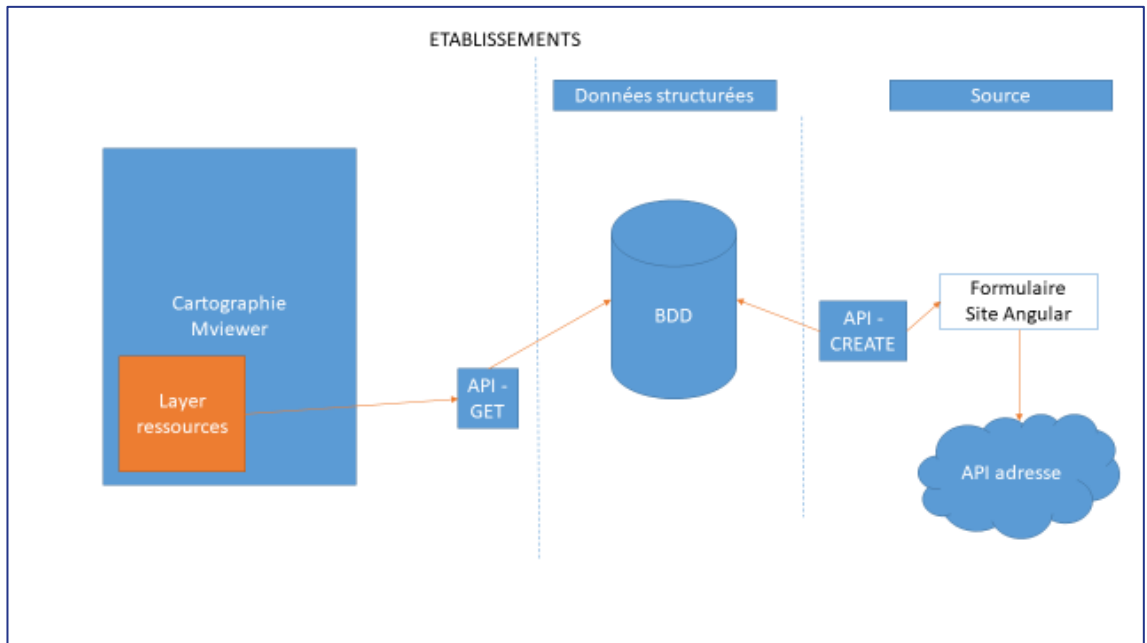 ETABLISSEMENTS
Données structurées
Source
Cartographie
Mviewer
Layer
ressources
API -
GET
BDD
API -
CREATE
Formulaire
Site Angular
API adresse